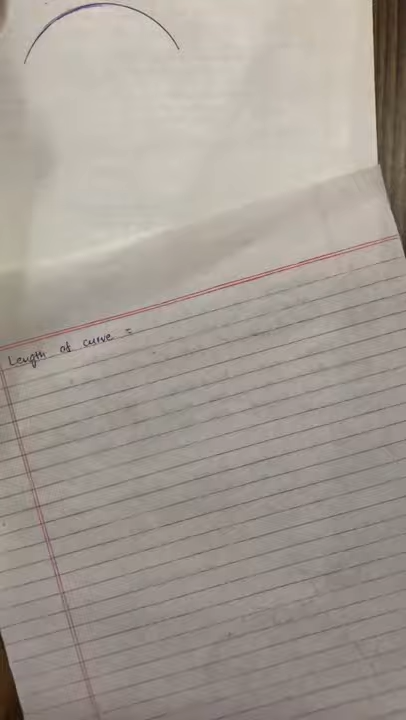 Length of curve =